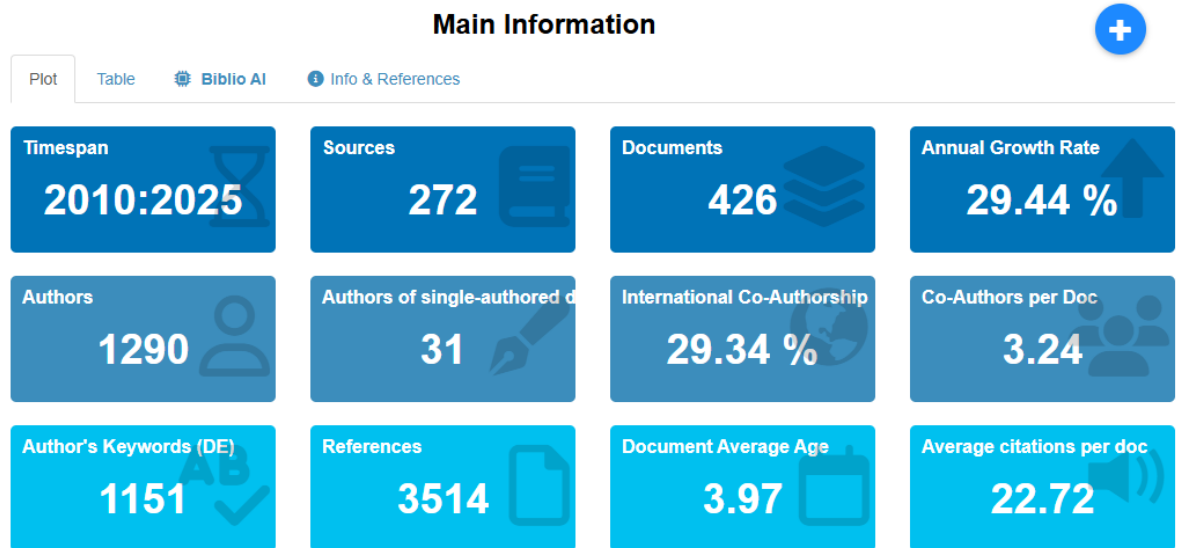 Main Information
Plot Table Biblio AI Info & References
Timespan Sources Documents Annual Growth Rate
2010:2025 272 426 29.44 %
Authors Authors of single-authored d International Co-Authorship Co-Authors per Doc
1290 31 29.34 % 3.24
Author's Keywords (DE) References Document Average Age Average citations per doc
1151 3514 3.97 22.72